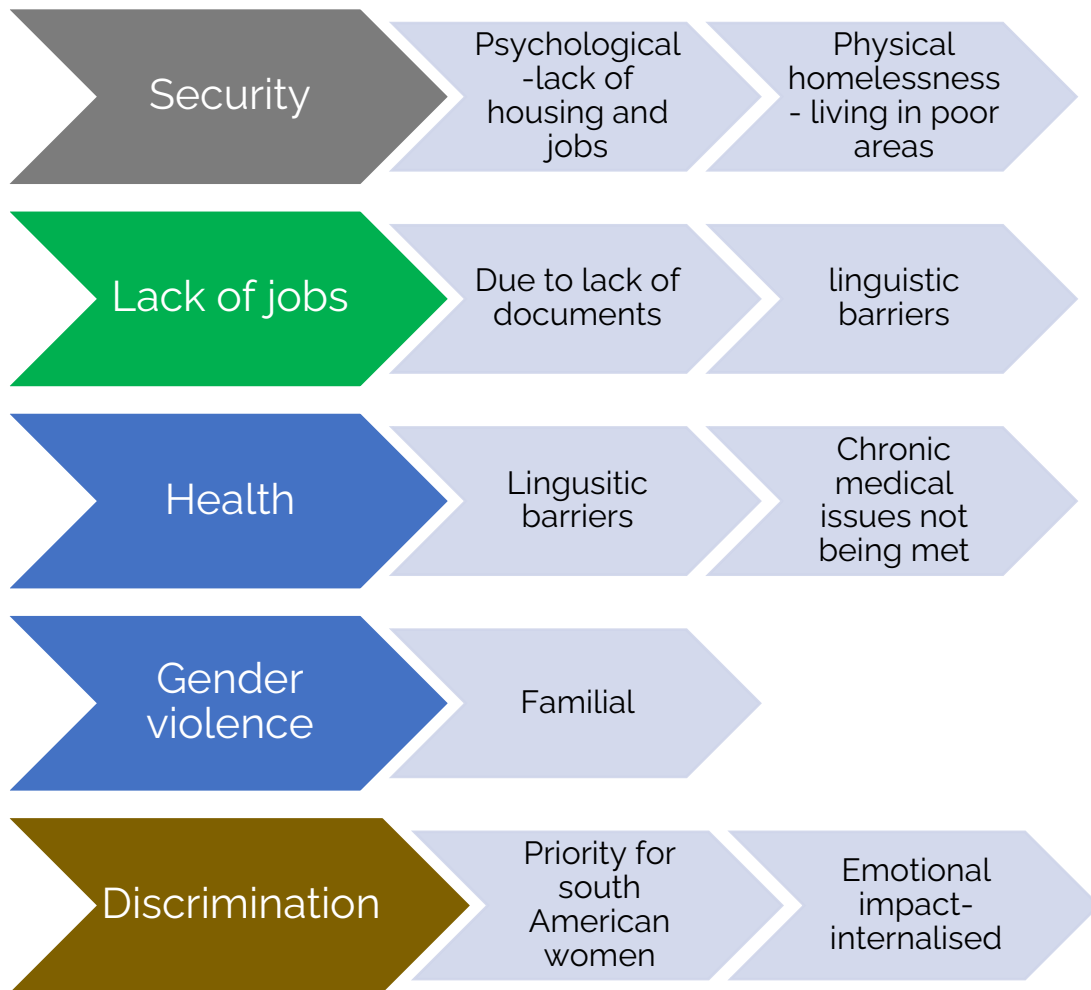 Security
Psychological
-lack of
housing and
jobs
Physical
homelessness
- living in poor
areas
Lack of jobs
Due to lack of
documents
linguistic
barriers
Health
Lingusitic
barriers
Chronic
medical
issues not
being met
Gender
violence
Familial
Discrimination
Priority for
south
American
women
Emotional
impact-
internalised